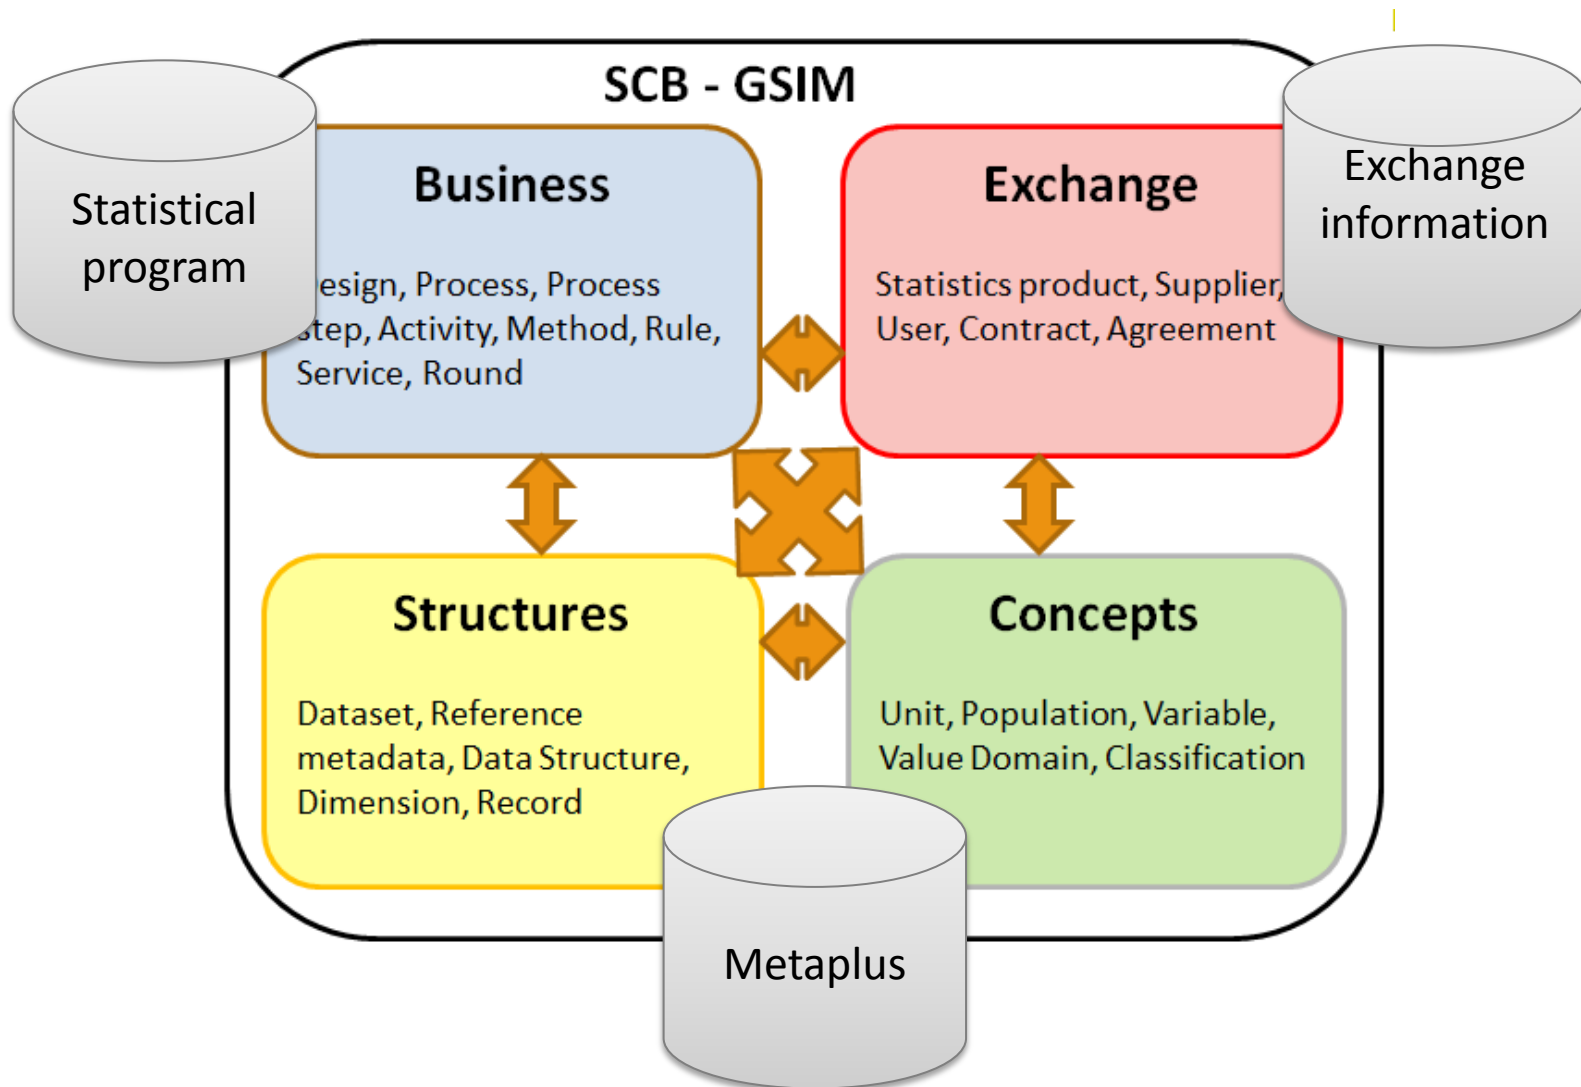 SCB - GSIM
Statistical
program
Business
esign, Process, Process
step, Activity, Method, Rule,
Service, Round
Exchange
Statistics product, Supplier,
User, Contract, Agreement
Exchange
information
Structures
Dataset, Reference
metadada, Data Structure,
Dimension, Record
Concepts
Unit, Population, Variable,
Value Domain, Classification
Metaplus